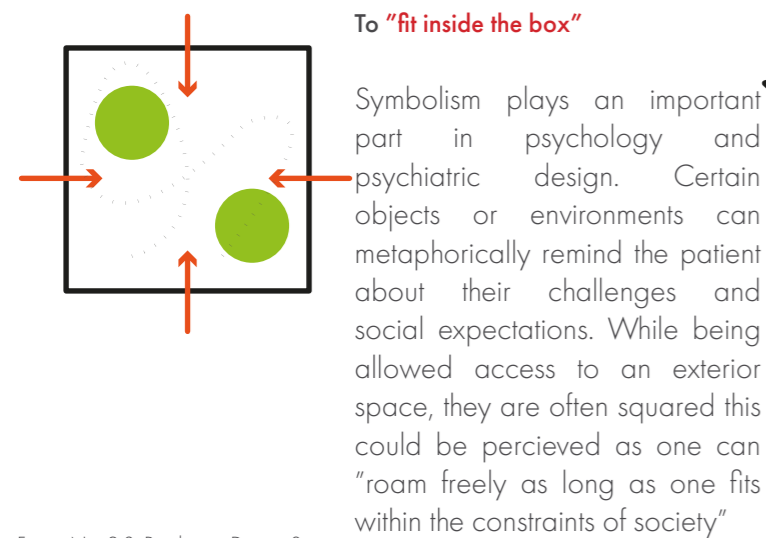 To ”fit inside the box”
Symbolism plays an important
part in psychology and
psychiatric design. Certain
objects or environments can
metaphorically remind the patient
about their challenges and
social expectations. While being
allowed access to an exterior
space, they are often squared this
could be percieved as one can
”roam freely as long as one fits
within the constraints of society”